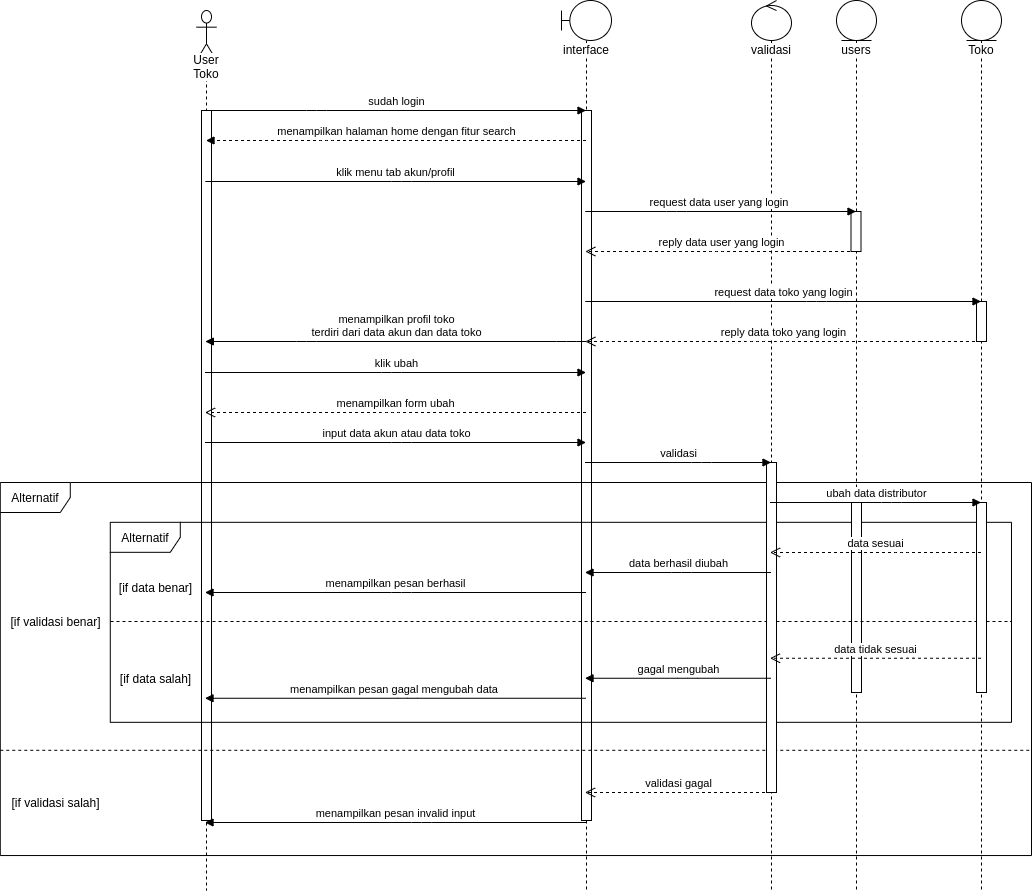 User
Toko
interface
validasi
users
Toko
sudah login
menampilkan halaman home dengan fitur search
klik menu tab akun/profil
request data user yang login
reply data user yang login
request data toko yang login
menampilkan profil toko
terdiri dari data akun dan data toko
reply data toko yang login
klik ubah
menampilkan form ubah
input data akun atau data toko
validasi
Alternatif
ubah data distributor
Alternatif
data sesuai
data berhasil diubah
[if data benar]
menampilkan pesan berhasil
[if validasi benar]
data tidak sesuai
gagal mengubah
[if data salah]
menampilkan pesan gagal mengubah data
validasi gagal
[if validasi salah]
menampilkan pesan invalid input